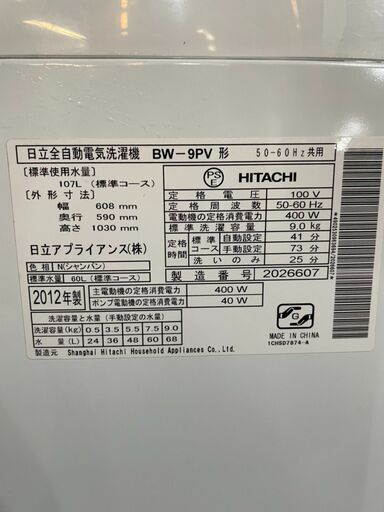 日立全自動電気洗濯機 BW-9PV 形 50-60Hz共用
〔標準使用水量〕
107L (標準コース)
〔外形寸法〕
幅 608 mm
奥行 590 mm
高さ 1030 mm
日立アプライアンス(株)
色相 N(シャンパン)
標準水量 60L (標準コース)
PS
E
HITACHI
定格電圧 100 V
定格周波数 50-60 Hz
電動機の定格消費電力 400 W
標準洗濯容量 9.0 kg
定格時間 標準自動設定 41 分
標準手動設定 73 分
洗いのみ 25 分
製造番号 2026607
2012年製
主電動機の定格消費電力 400 W
ポンプ電動機の定格消費電力 40 W
洗濯容量と水量 (手動設定の水量)
洗濯容量(kg) 0.5 3.5 5.5 7.5 9.0
水量 (L) 24 36 48 60 68
製造元 Shanghai Hitachi Household Appliances Co., Ltd.
G
MADE IN CHINA
1CHSD7874-A